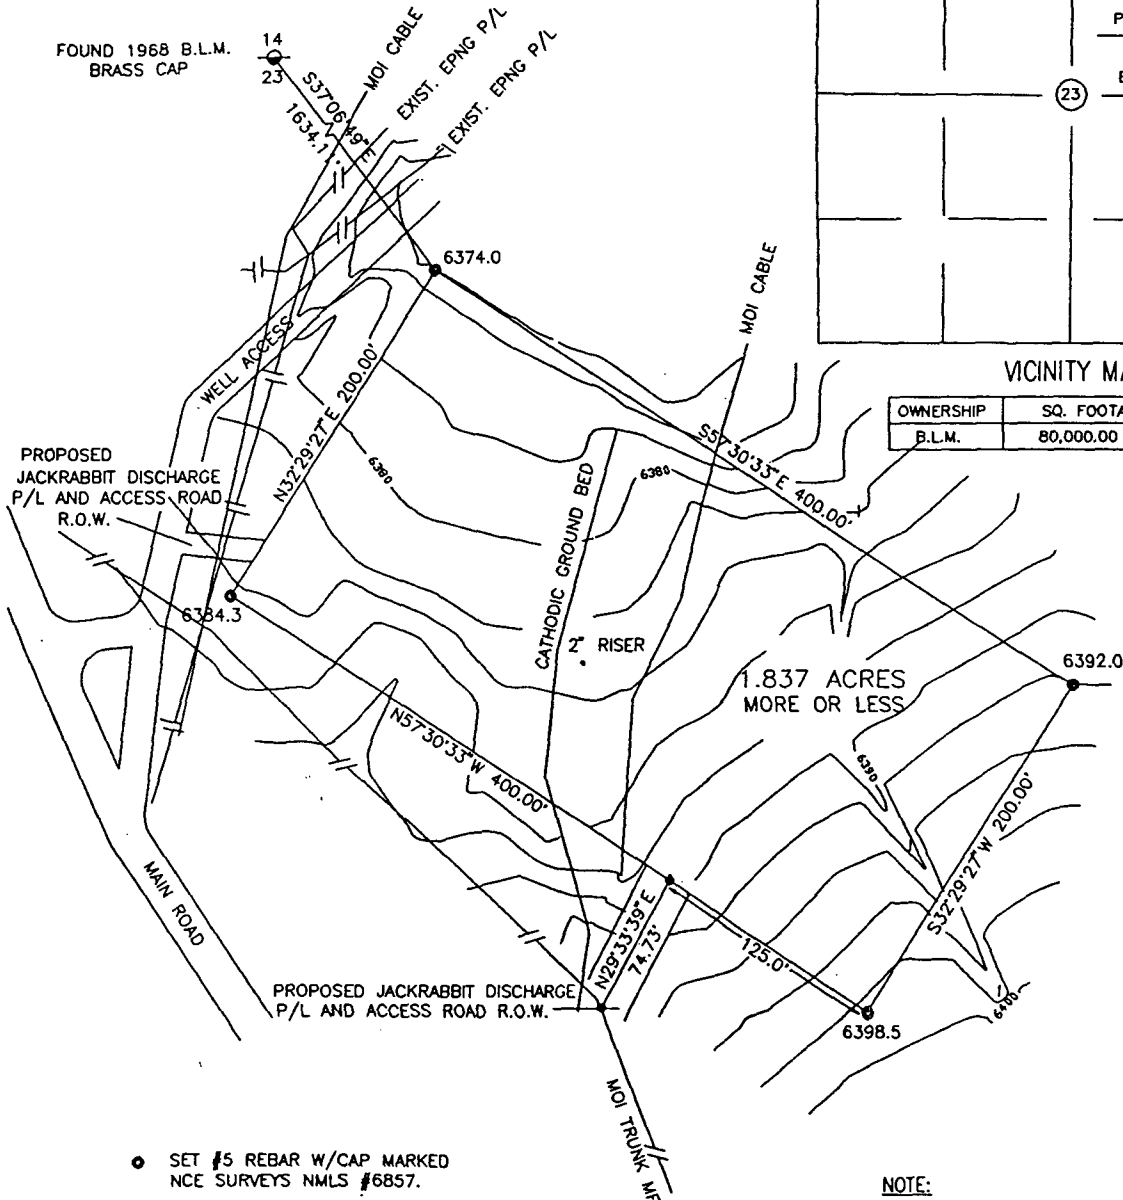 FOUND 1968 B.L.M.
BRASS CAP
14
23
S37°06'49"E
1634.1
MOI CABLE
EXIST. EPNG P/L
EXIST. EPNG P/L
23
6374.0
MOI CABLE
WELL ACCESS
N32°29'27"E 200.00'
VICINITY
OWNERSHIP
B.L.M.
SQ.
80,000.00
PROPOSED
JACKRABBIT DISCHARGE
P/L AND ACCESS ROAD
R.O.W.
6380
6380
S57°30'33"E 400.00'
CATHODIC GROUND BED
6384.3
2" RISER
1.837 ACRES
MORE OR LESS
6392.0
N57°30'33"W 400.00'
6390
S32°29'27"W 200.00'
MAIN ROAD
N29°33'39"E
74.73'
125.0'
PROPOSED JACKRABBIT DISCHARGE
P/L AND ACCESS ROAD R.O.W.
6398.5
6400
MOI TRUNK
SET #5 REBAR W/CAP MARKED
NCE SURVEYS NMLS #6857.
NOTE: